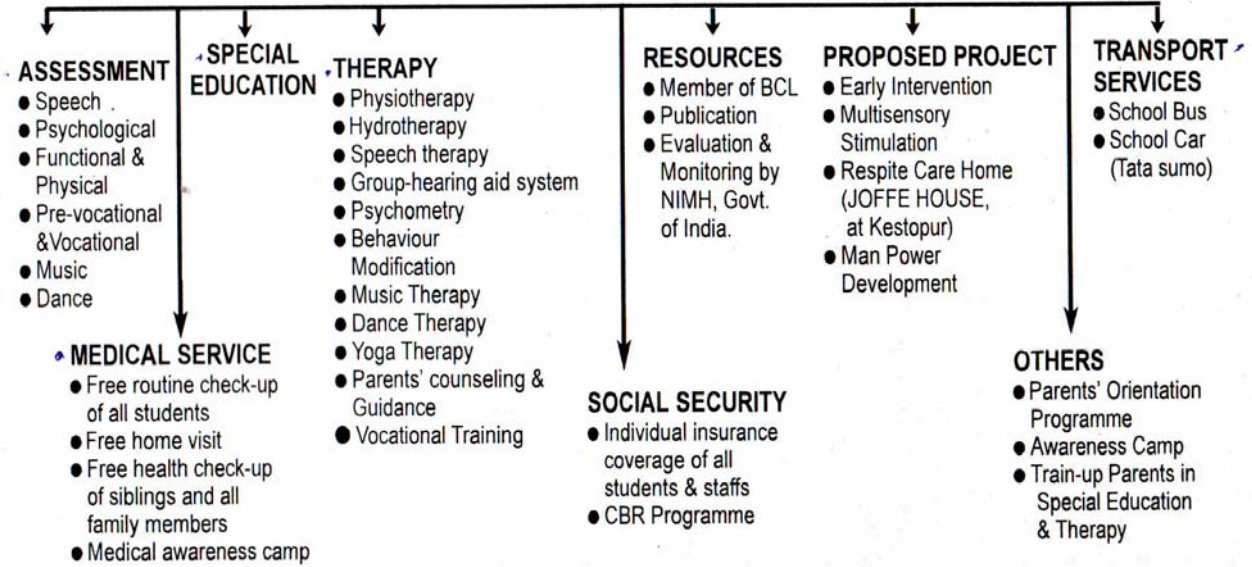 ASSESSMENT
● Speech
● Psychological
● Functional &
Physical
● Pre-vocational
&Vocational
● Music
● Dance
MEDICAL SERVICE
● Free routine check-up
of all students
● Free home visit
● Free health check-up
of siblings and all
family members
● Medical awareness camp
SPECIAL
EDUCATION
THERAPY
● Physiotherapy
● Hydrotherapy
● Speech therapy
● Group-hearing aid system
● Psychometry
● Behaviour
Modification
● Music Therapy
● Dance Therapy
● Yoga Therapy
● Parents' counseling &
Guidance
● Vocational Training
SOCIAL SECURITY
● Individual insurance
coverage of all
students & staffs
● CBR Programme
RESOURCES
● Member of BCL
● Publication
● Evaluation &
Monitoring by
NIMH, Govt.
of India.
PROPOSED PROJECT
● Early Intervention
● Multisensory
Stimulation
● Respite Care Home
(JOFFE HOUSE,
at Kestopur)
● Man Power
Development
OTHERS
● Parents' Orientation
Programme
● Awareness Camp
● Train-up Parents in
Special Education
& Therapy
TRANSPORT
SERVICES
● School Bus
● School Car
(Tata sumo)